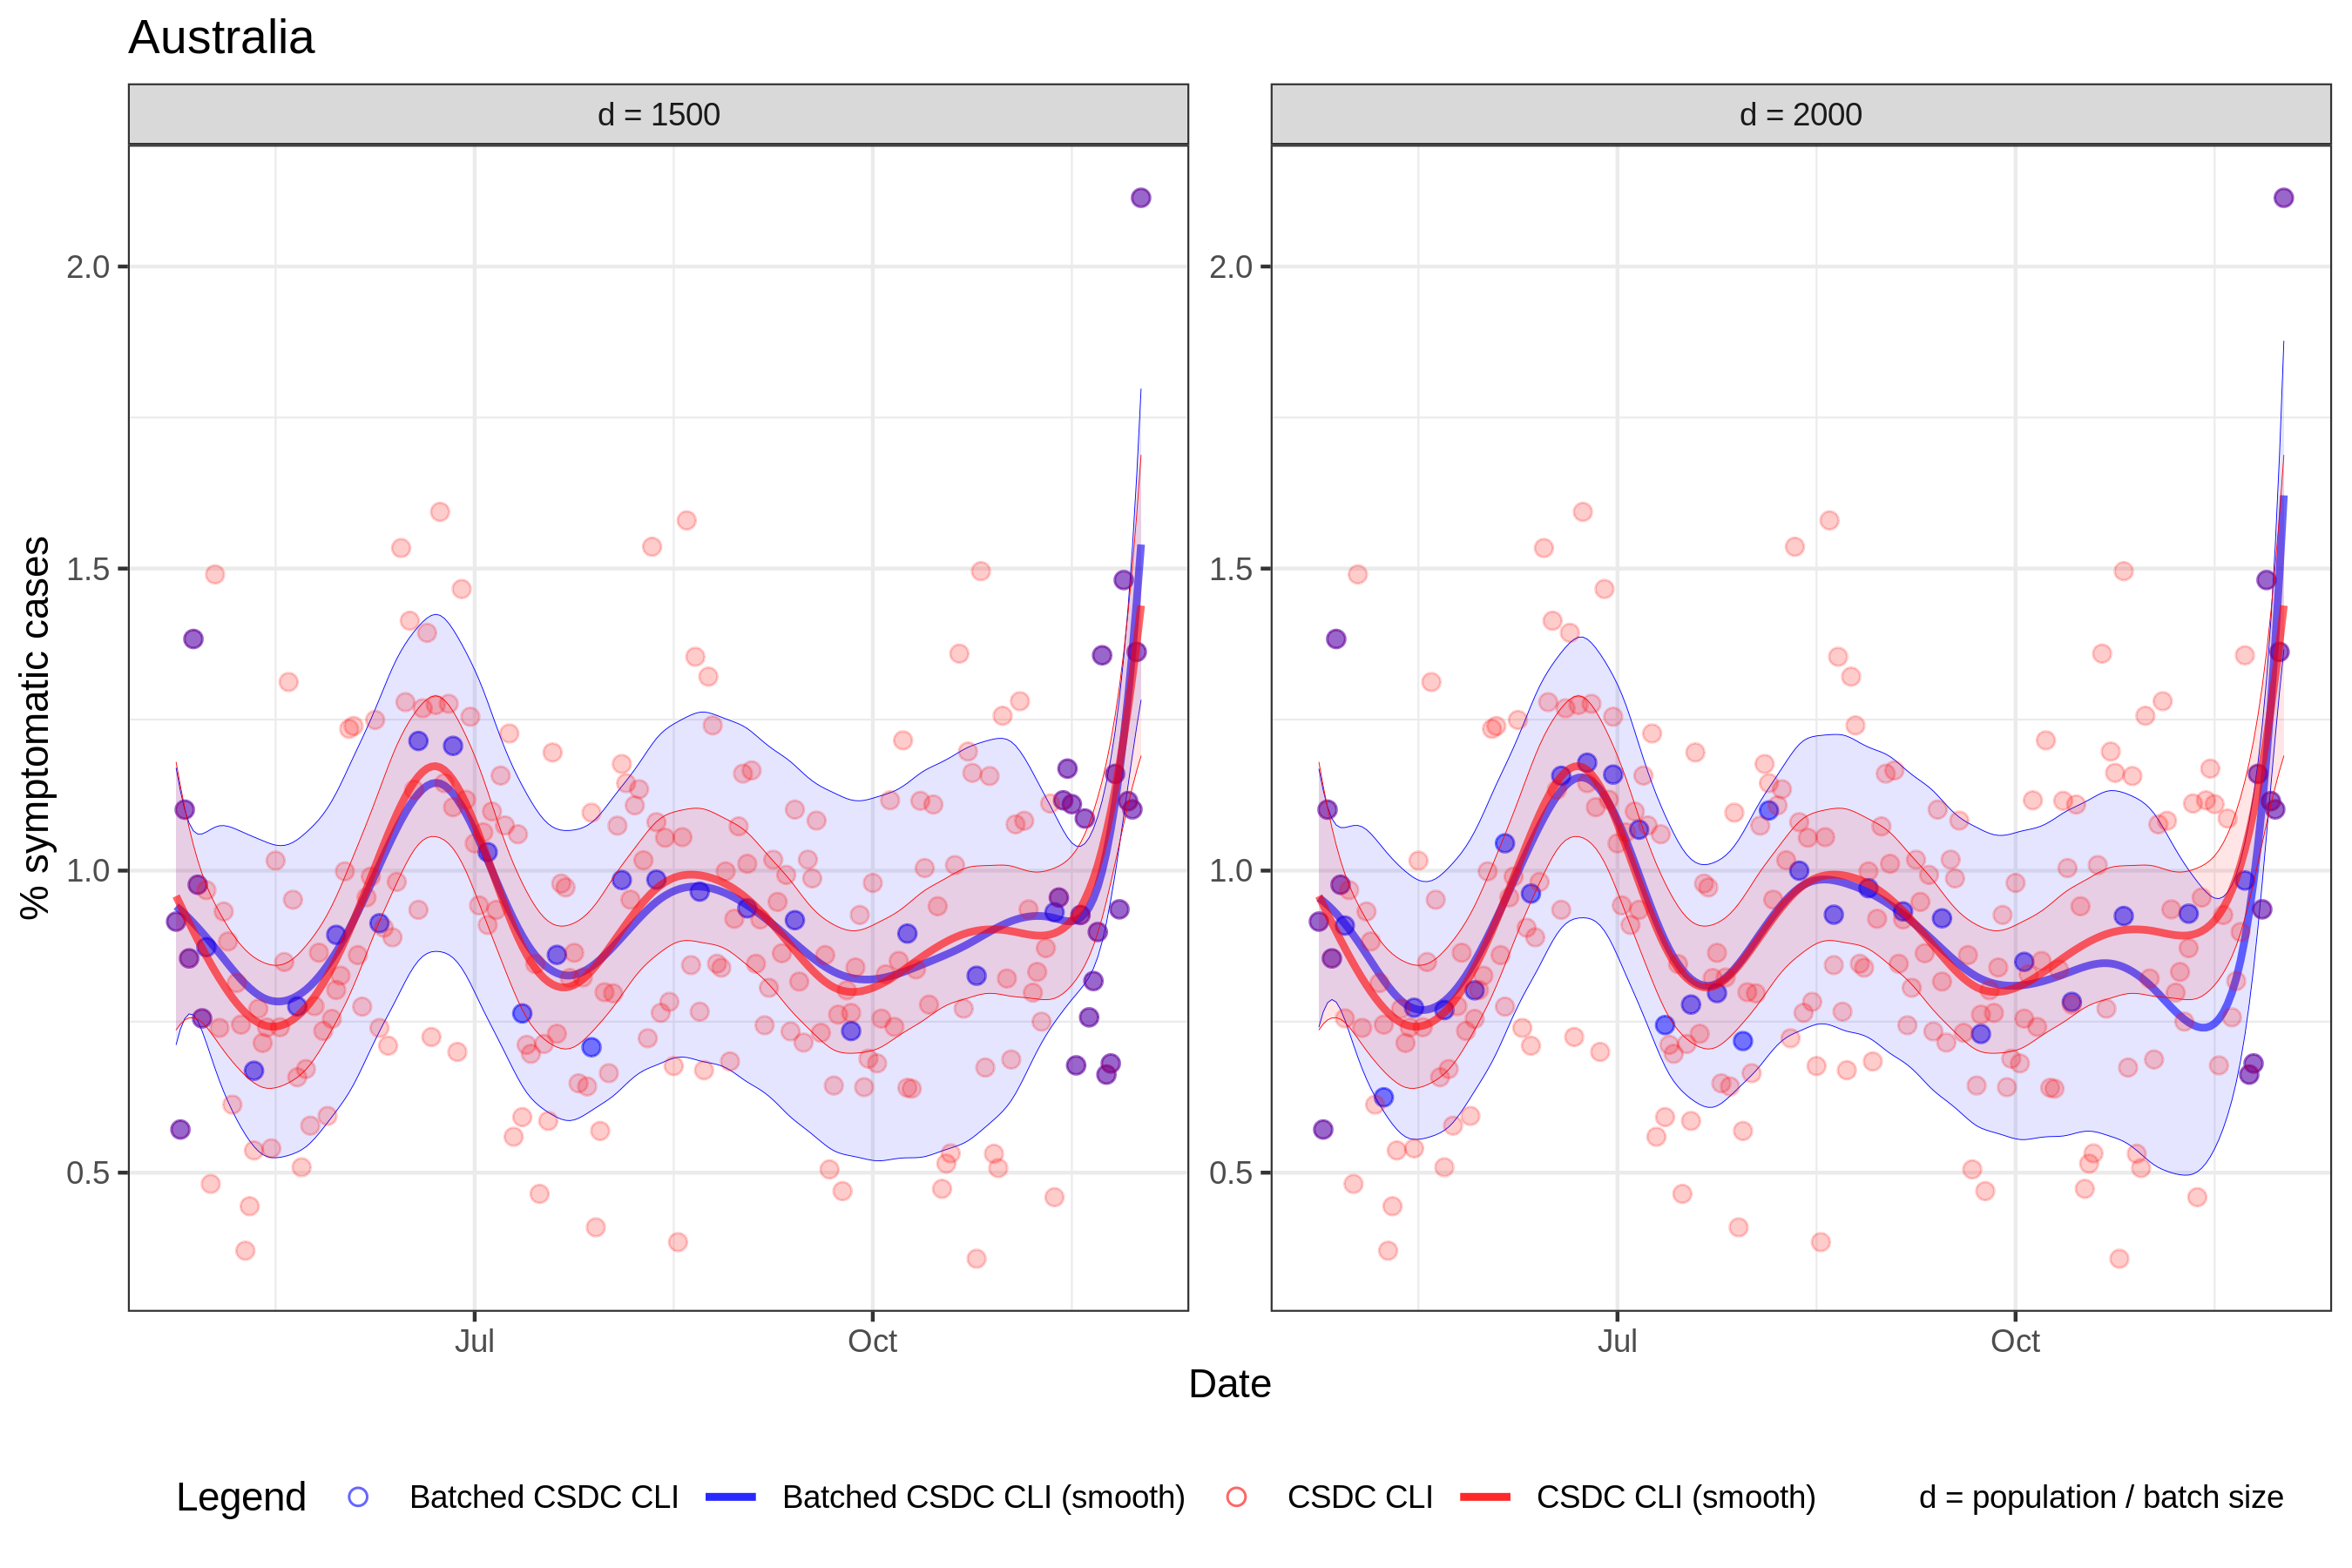 Australia
d = 1500
d = 2000
% symptomatic cases
2.0
1.5
1.0
0.5
2.0
1.5
1.0
0.5
Jul
Oct
Jul
Oct
Date
Legend
Batched CSDC CLI
Batched CSDC CLI (smooth)
CSDC CLI
CSDC CLI (smooth)
d = population / batch size